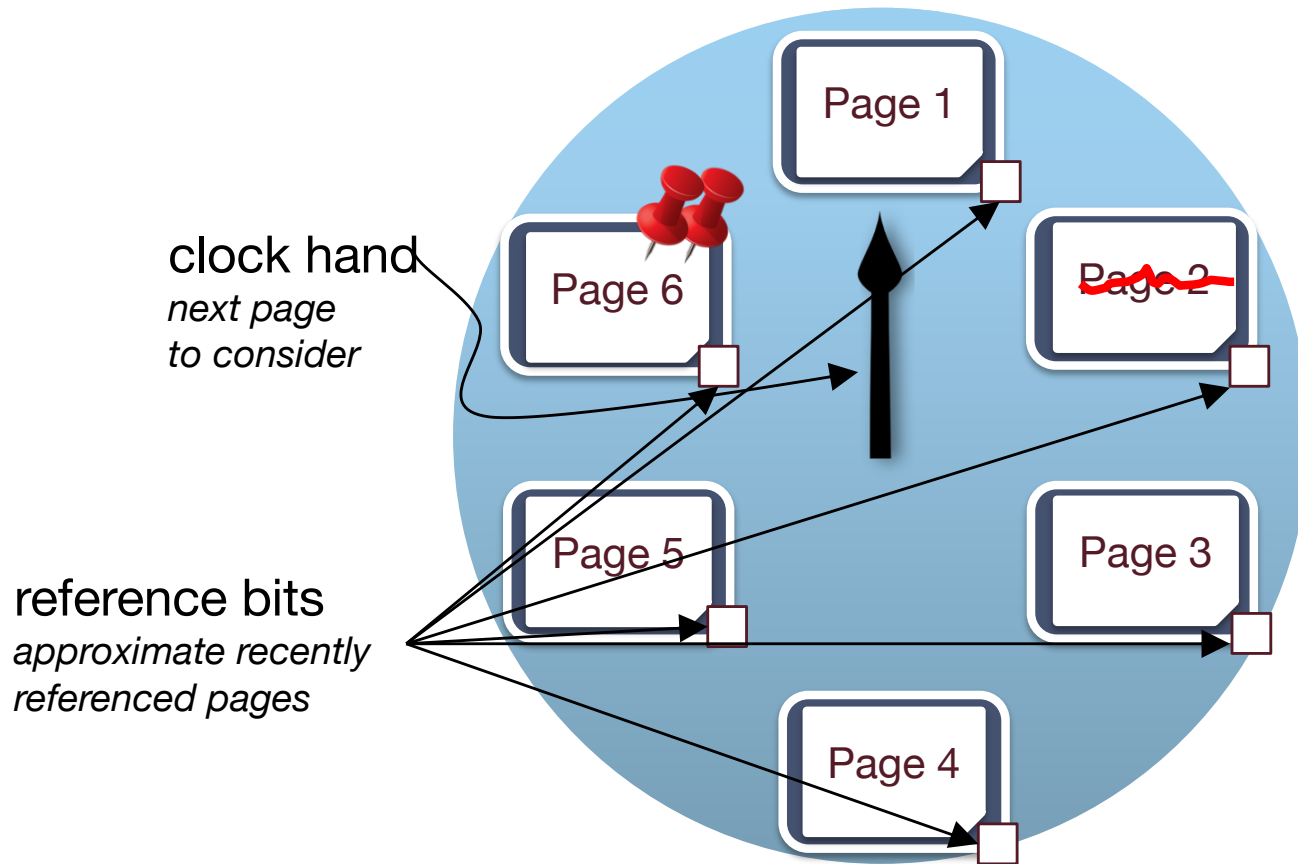 Page 1
clock hand
next page
to consider
Page 6
Page 2
Page 5
Page 3
reference bits
approximate recently
referenced pages
Page 4